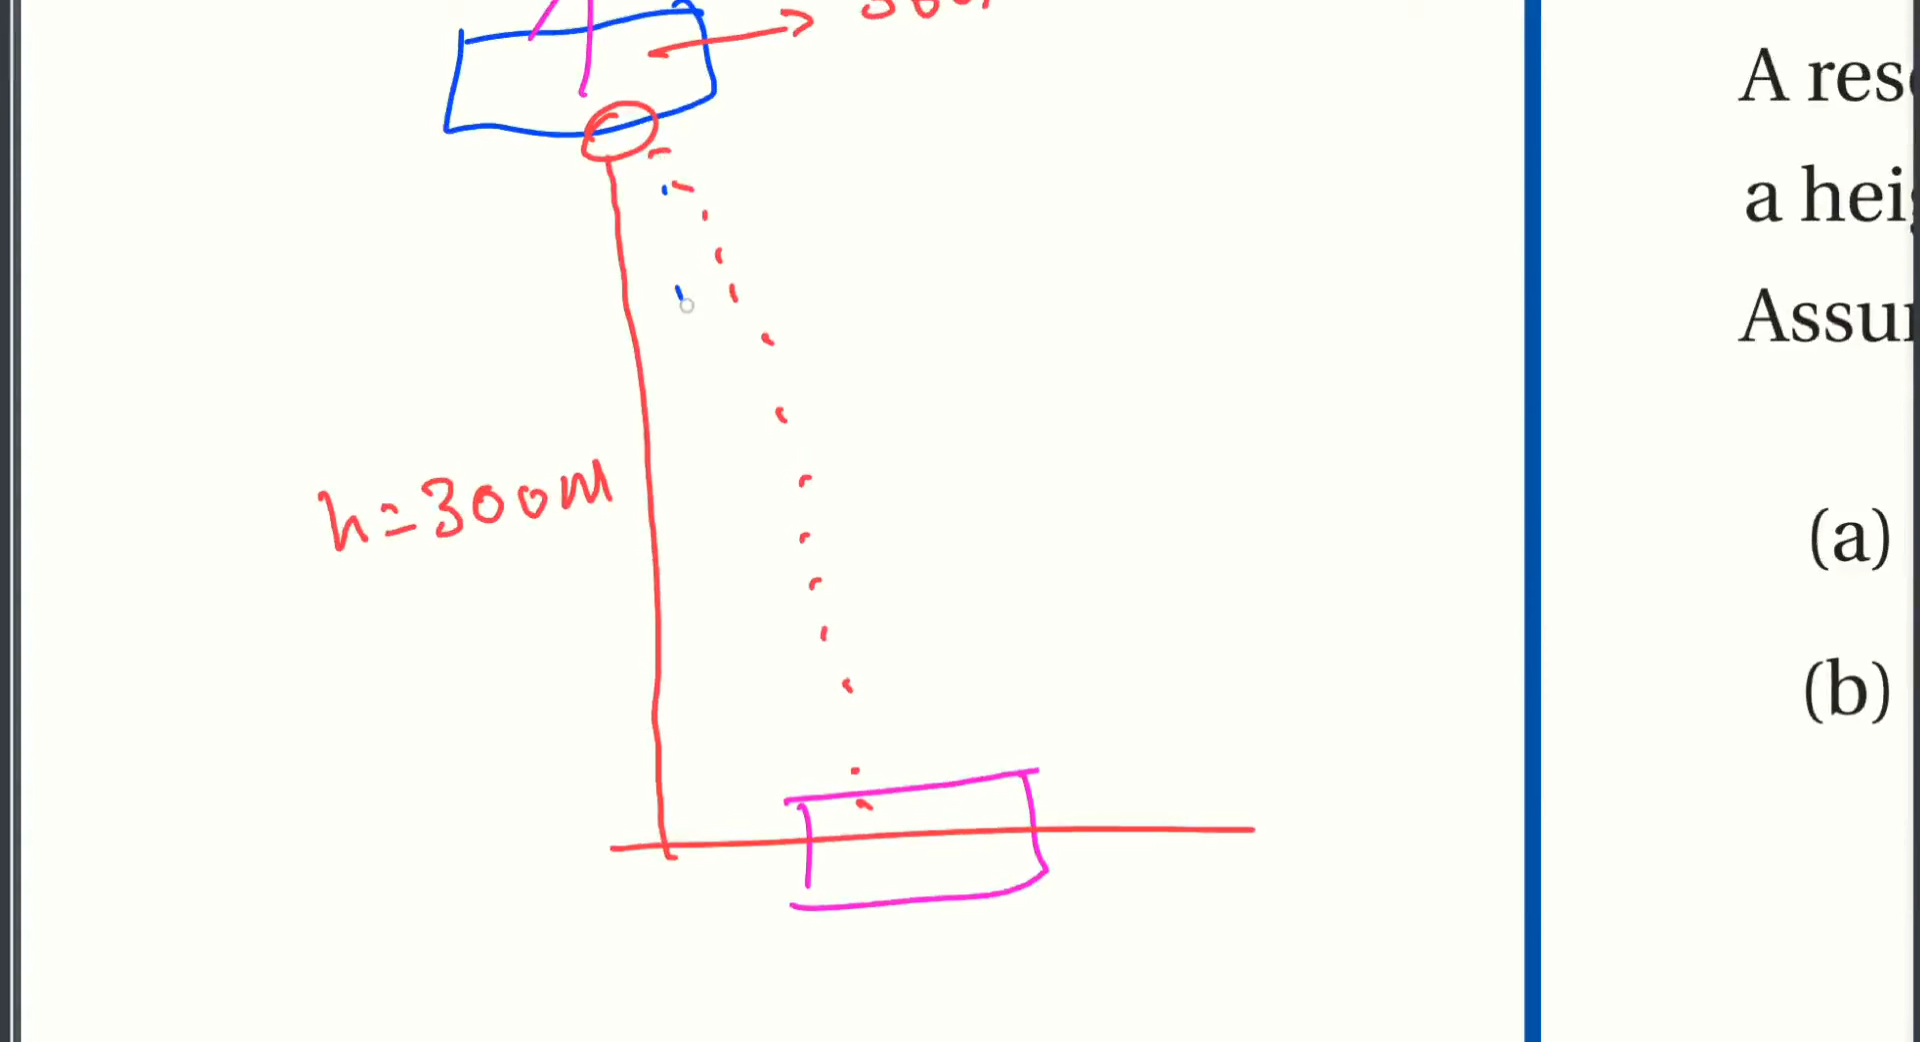 h=300m
A res
a hei
Assu
(a)
(b)